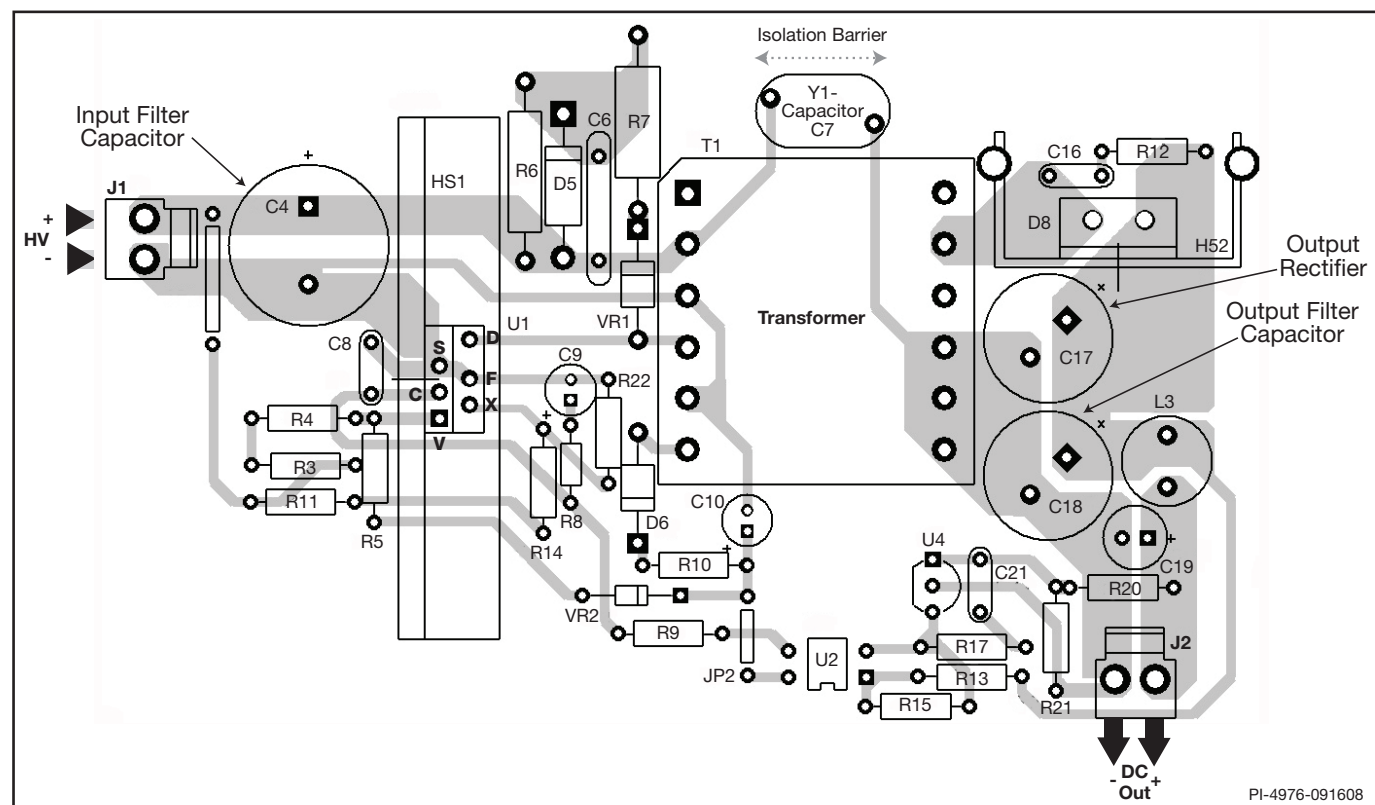 Isolation Barrier
Y1-
Capacitor
C7
Input Filter
Capacitor
+
J1
+
HV
-
C4
HS1
R6
D5
C6
R7
T1
C16
R12
D8
H52
Output
Rectifier
Output Filter
Capacitor
Transformer
VR1
U1
D
S
F
C
X
V
C8
C9
R22
+
R4
R3
R11
R5
R14
R8
D6
C10
+
R10
VR2
R9
JP2
U2
U4
C21
R17
R13
R15
R21
R20
C17
x
C18
x
L3
C19
+
J2
- DC +
Out
PI-4976-091608